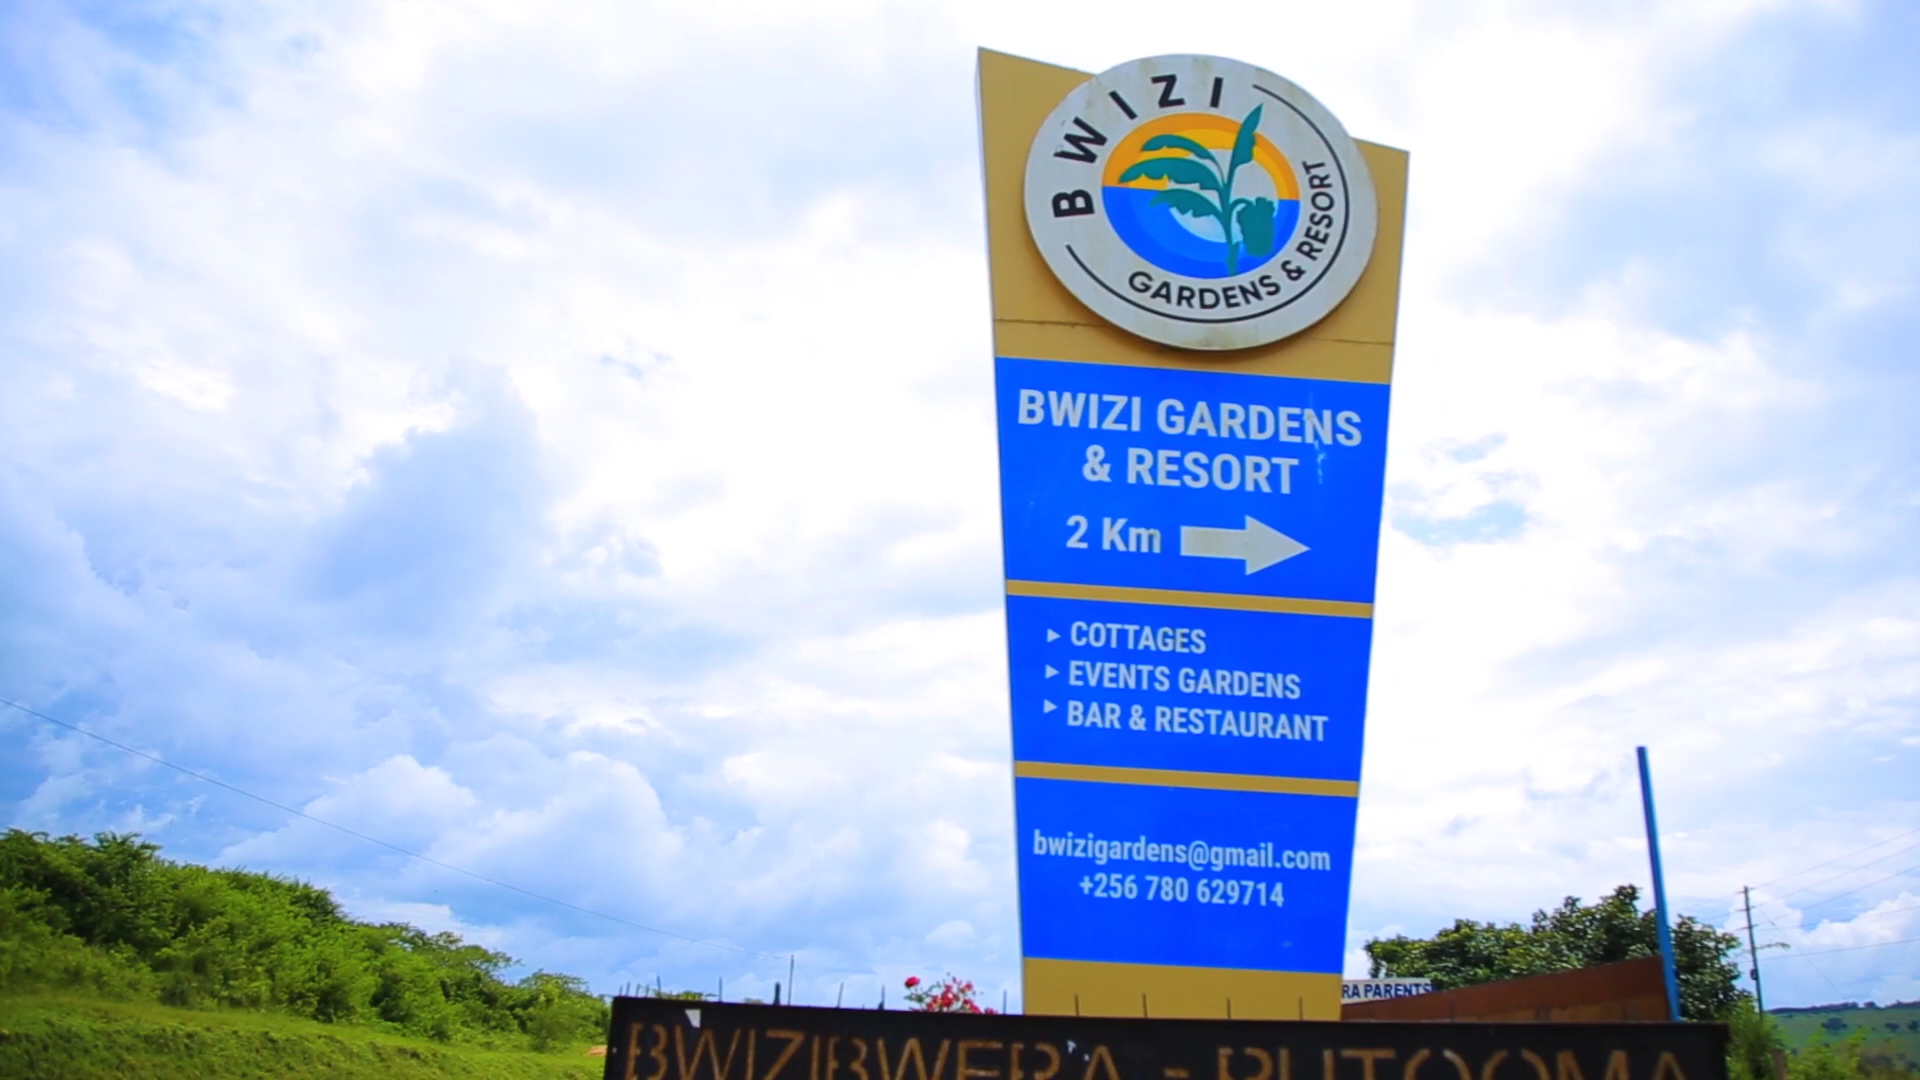 BWIZI
GARDENS & RESORT
BWIZI GARDENS
& RESORT
2 Km
COTTAGES
EVENTS GARDENS
BAR & RESTAURANT
bwizigardens@gmail.com
+256 780 629714
RA PARENTS
BWIZIBWERA - RUTOOMA